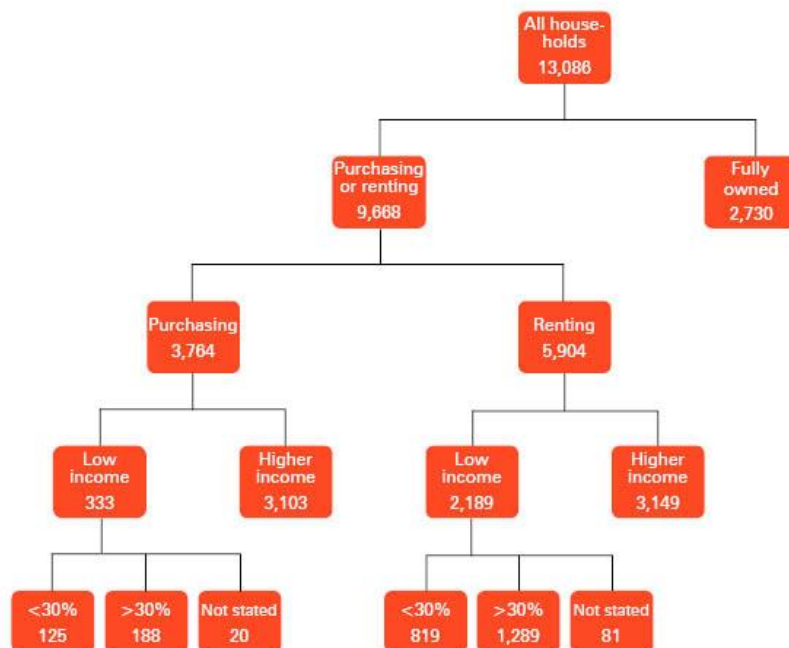 All house-
holds
13,086
Purchasing
or renting
9,668
Fully
owned
2,730
Purchasing
3,764
Renting
5,904
Low
income
333
Higher
income
3,103
Low
income
2,189
Higher
income
3,149
<30%
125
>30%
188
Not stated
20
<30%
819
>30%
1,289
Not stated
81